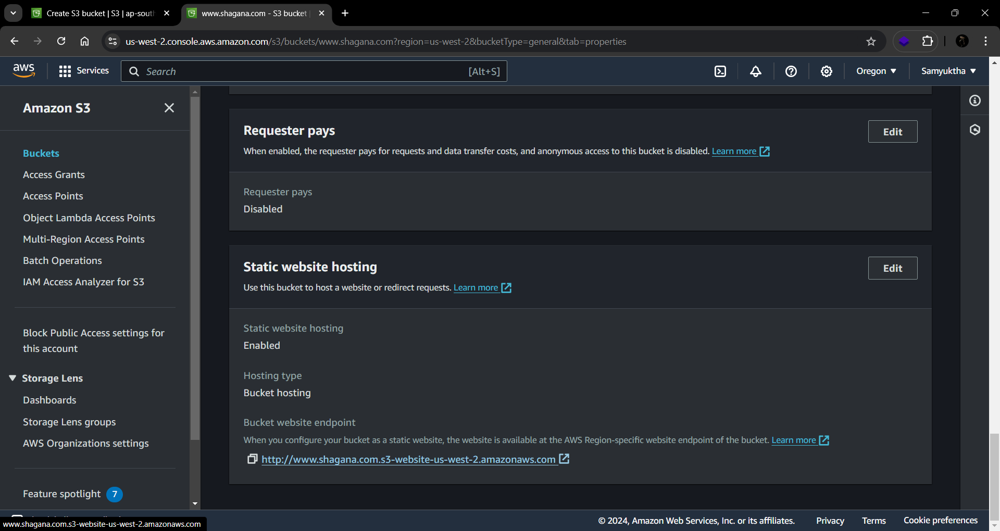 Create S3 bucket | S3 | ap-south
www.shagana.com - S3 bucket
us-west-2.console.aws.amazon.com/s3/buckets/www.shagana.com?region=us-west-2&bucketType=general&tab=properties
aws
Services
Search
[Alt+S]
Oregon
Samyuktha
Amazon S3
Buckets
Access Grants
Access Points
Object Lambda Access Points
Multi-Region Access Points
Batch Operations
IAM Access Analyzer for S3
Block Public Access settings for
this account
Storage Lens
Dashboards
Storage Lens groups
AWS Organizations settings
Feature spotlight 7
Requester pays
Edit
When enabled, the requester pays for requests and data transfer costs, and anonymous access to this bucket is disabled. Learn more
Requester pays
Disabled
Static website hosting
Edit
Use this bucket to host a website or redirect requests. Learn more
Static website hosting
Enabled
Hosting type
Bucket hosting
Bucket website endpoint
When you configure your bucket as a static website, the website is available at the AWS Region-specific website endpoint of the bucket. Learn more
http://www.shagana.com.s3-website-us-west-2.amazonaws.com
www.shagana.com.s3-website-us-west-2.amazonaws.com
© 2024, Amazon Web Services, Inc. or its affiliates.
Privacy
Terms
Cookie preferences